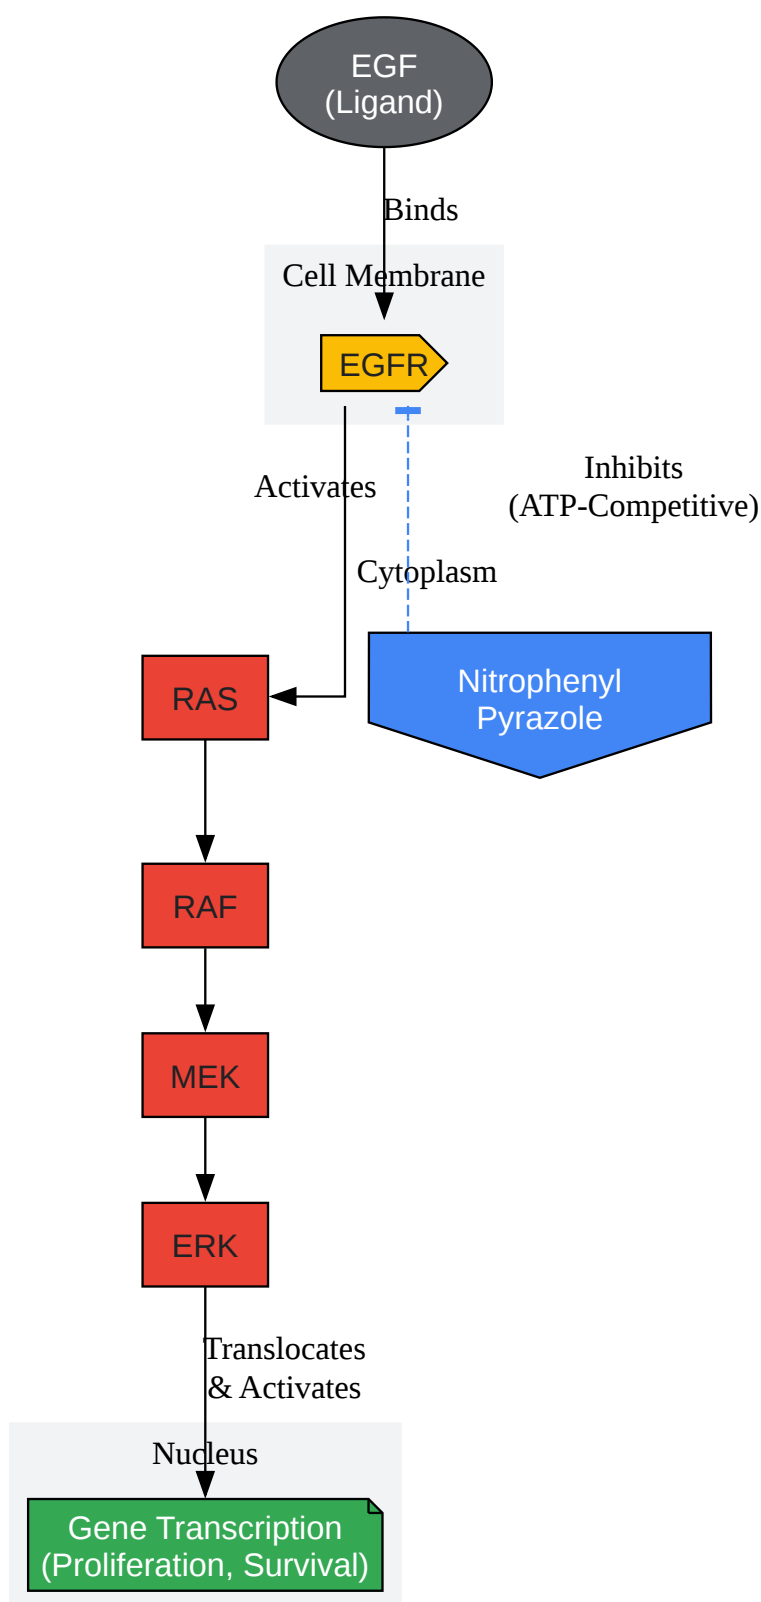 EGF
(Ligand)
Binds
Cell Membrane
EGFR
Inhibits
(ATP-Competitive)
Activates
Cytoplasm
Nitrophenyl
Pyrazole
RAS
RAF
MEK
ERK
Translocates
& Activates
Nucleus
Gene Transcription
(Proliferation, Survival)